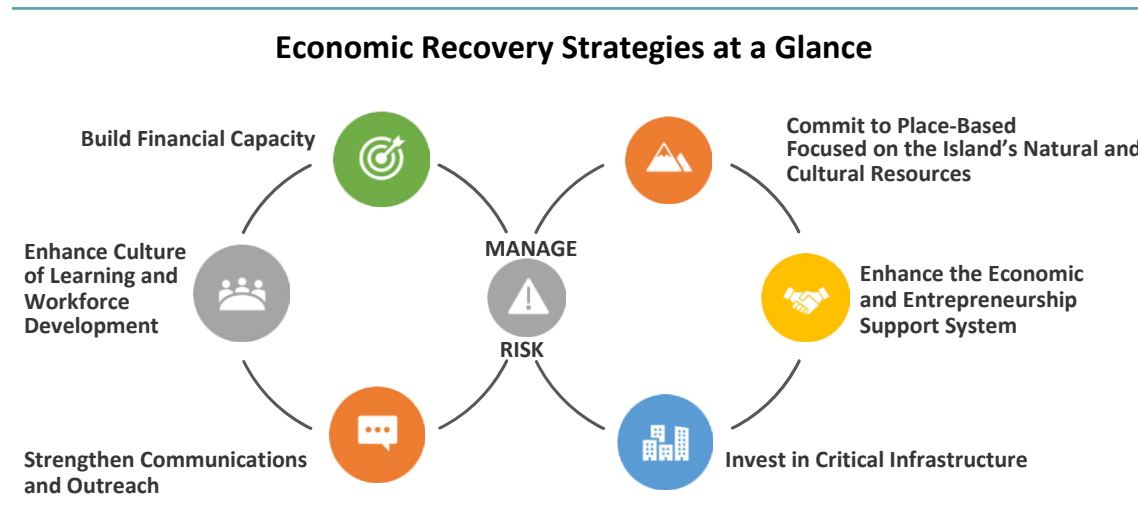 Economic Recovery Strategies at a Glance
Build Financial Capacity
Commit to Place-Based
Focused on the Island's Natural and
Cultural Resources
Enhance Culture
of Learning and
Workforce
Development
MANAGE
RISK
Enhance the Economic
and Entrepreneurship
Support System
Strengthen Communications
and Outreach
Invest in Critical Infrastructure